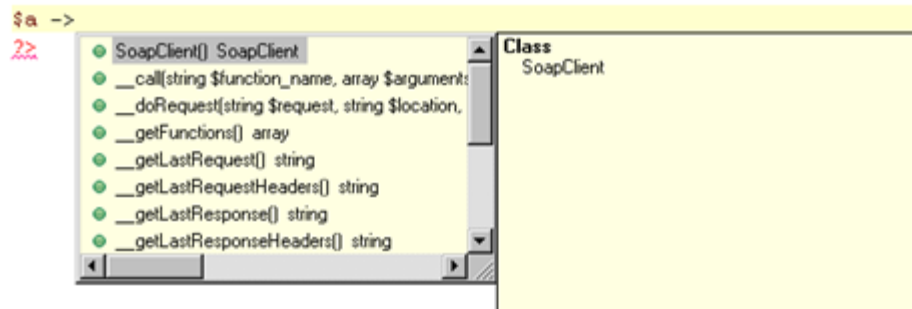 $a ->
?>
SoapClient() SoapClient
__call(string $function_name, array $arguments
__doRequest(string $request, string $location,
__getFunctions() array
__getLastRequest() string
__getLastRequestHeaders() string
__getLastResponse() string
__getLastResponseHeaders() string
Class
SoapClient